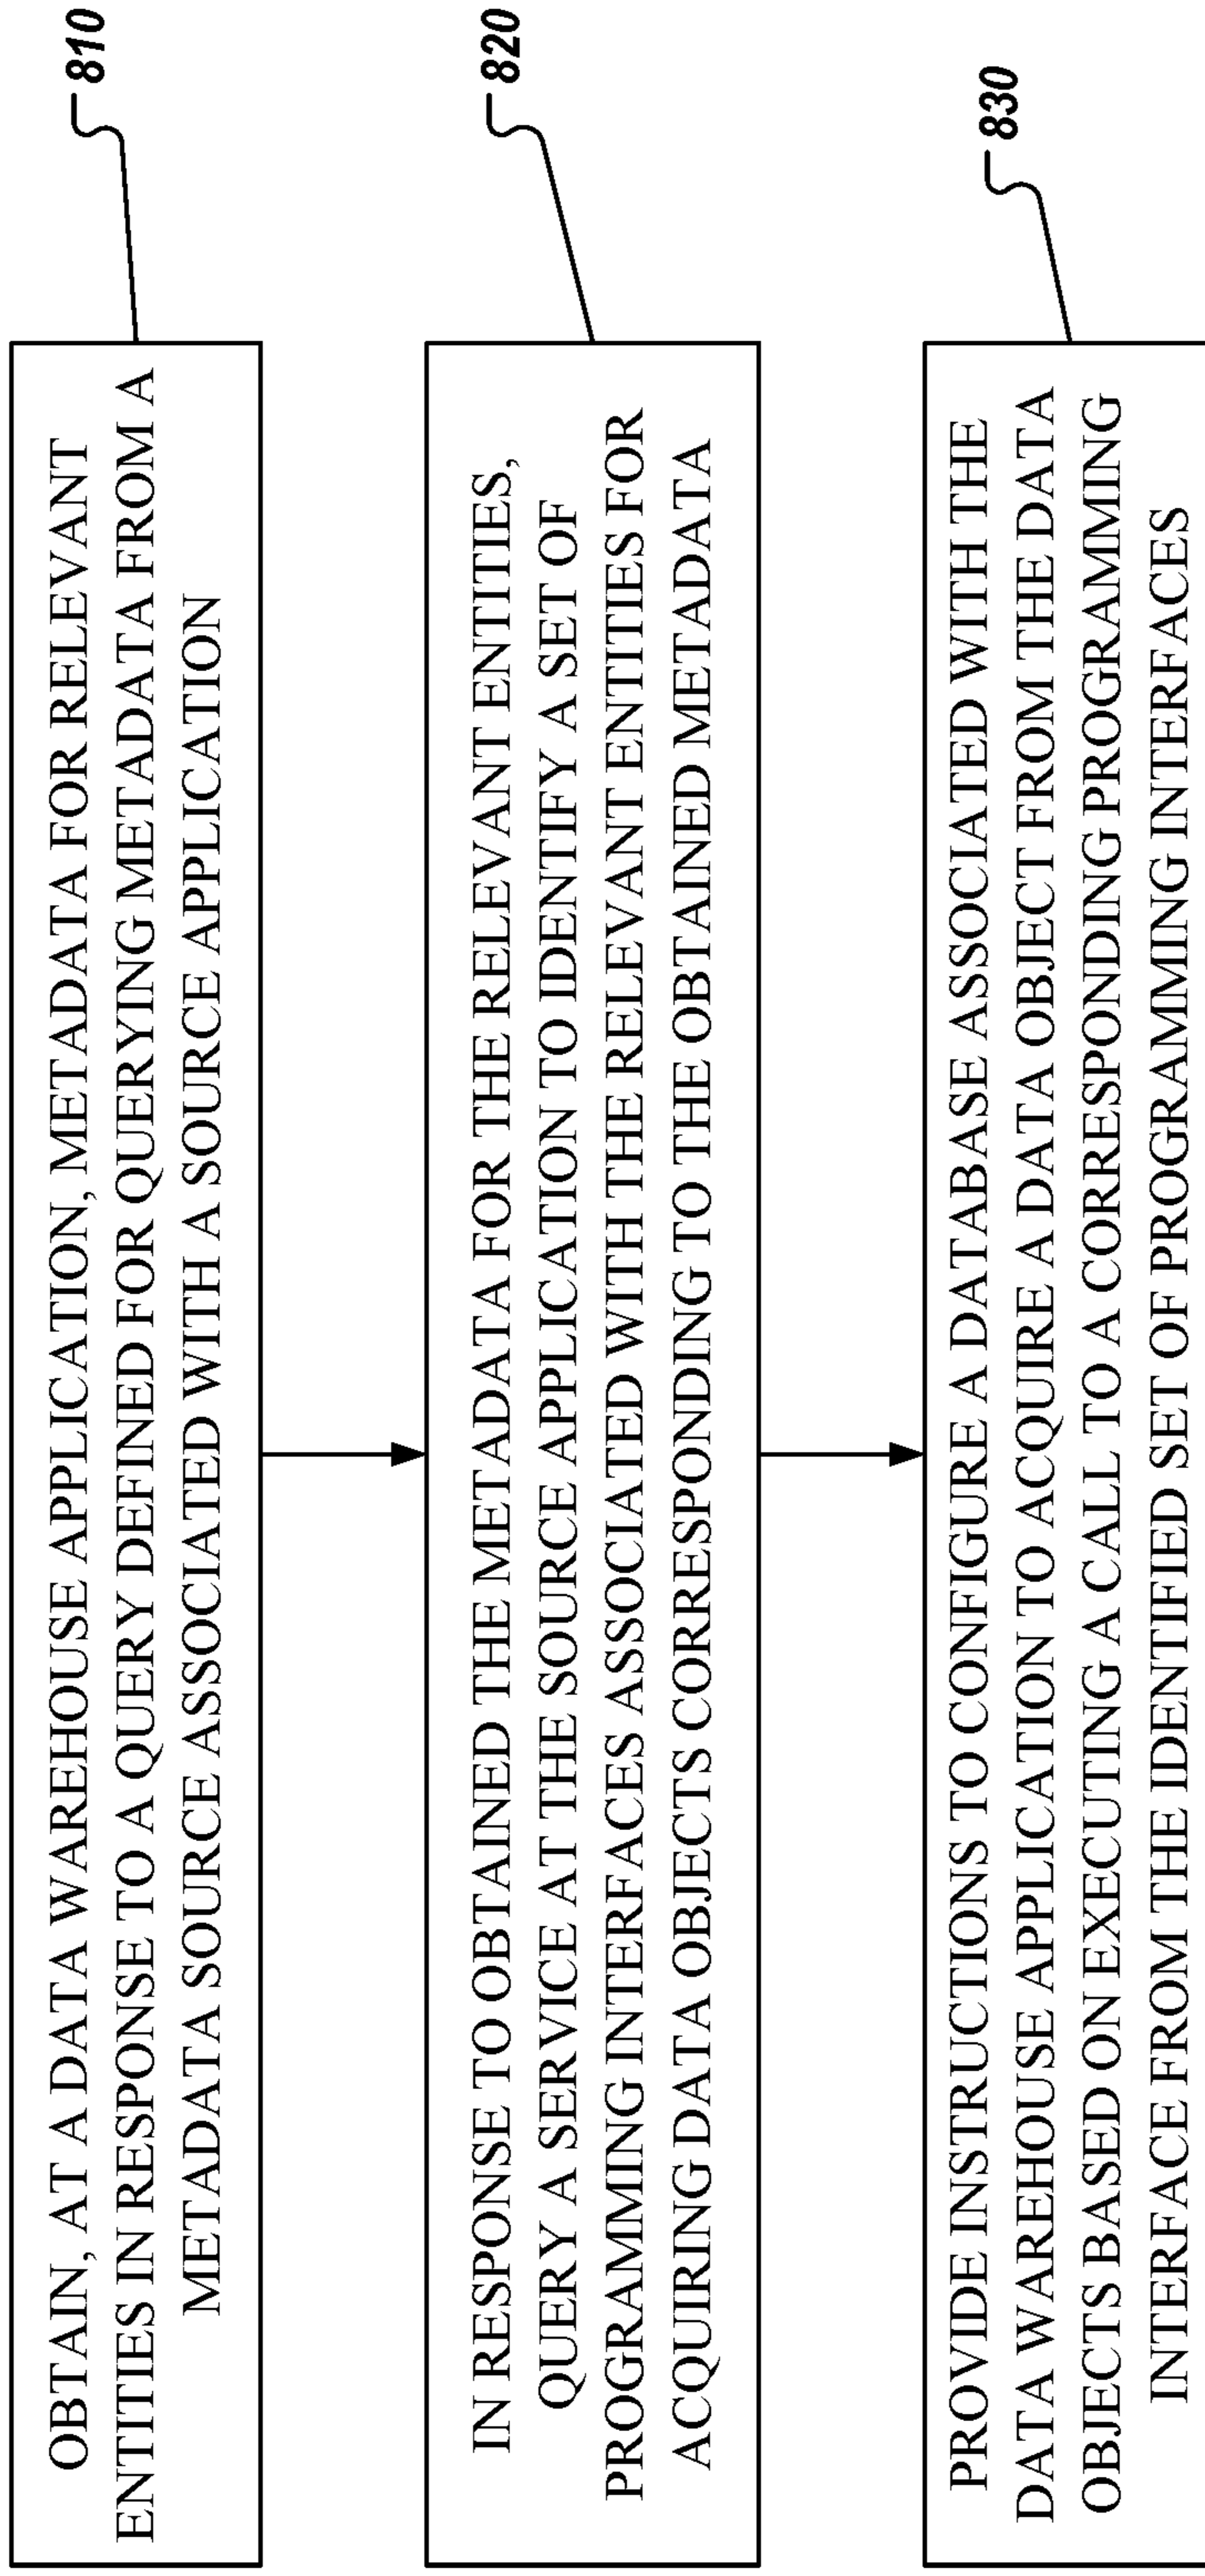 OBTAIN, AT A DATA WAREHOUSE APPLICATION, METADATA FOR RELEVANT
ENTITIES IN RESPONSE TO A QUERY DEFINED FOR QUERYING METADATA FROM A
METADATA SOURCE ASSOCIATED WITH A SOURCE APPLICATION
810
IN RESPONSE TO OBTAINED THE METADATA FOR THE RELEVANT ENTITIES,
QUERY A SERVICE AT THE SOURCE APPLICATION TO IDENTIFY A SET OF
PROGRAMMING INTERFACES ASSOCIATED WITH THE RELEVANT ENTITIES FOR
ACQUIRING DATA OBJECTS CORRESPONDING TO THE OBTAINED METADATA
820
PROVIDE INSTRUCTIONS TO CONFIGURE A DATABASE ASSOCIATED WITH THE
DATA WAREHOUSE APPLICATION TO ACQUIRE A DATA OBJECT FROM THE DATA
OBJECTS BASED ON EXECUTING A CALL TO A CORRESPONDING PROGRAMMING
INTERFACE FROM THE IDENTIFIED SET OF PROGRAMMING INTERFACES
830